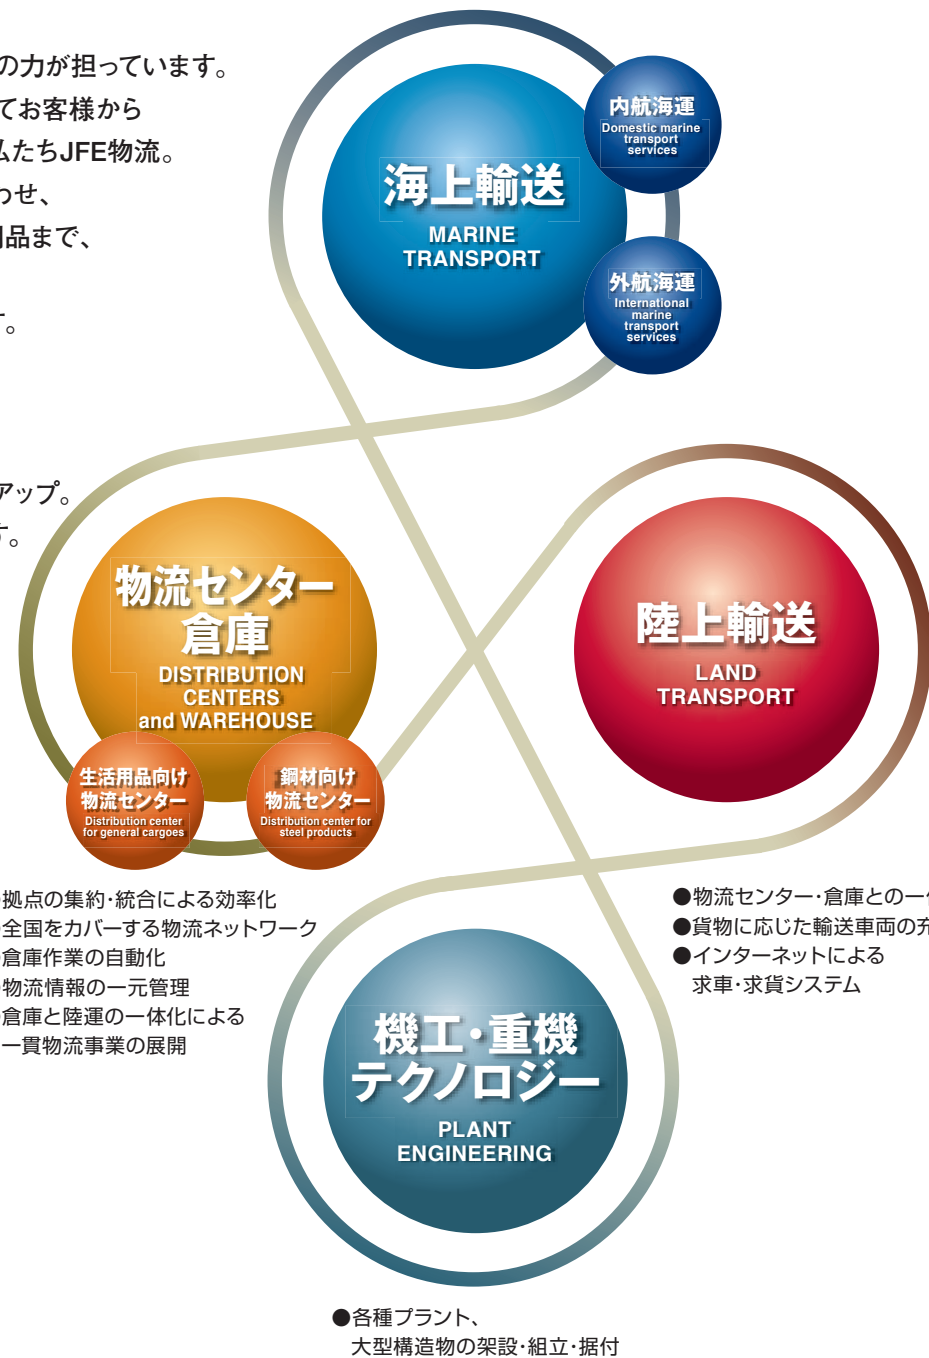 の力が担っています。
てお客様から
私たちJFE物流。
わせ、
用品まで、
す。
アップ。
す。
海上輸送
MARINE
TRANSPORT
内航海運
Domestic marine
transport
services
外航海運
International
marine
transport
services
物流センター
倉庫
DISTRIBUTION
CENTERS
and WAREHOUSE
生活用品向け
物流センター
Distribution center
for general cargoes
鋼材向け
物流センター
Distribution center for
steel products
陸上輸送
LAND
TRANSPORT
拠点の集約･統合による効率化
全国をカバーする物流ネットワーク
倉庫作業の自動化
物流情報の一元管理
倉庫と陸運の一体化による
一貫物流事業の展開
●物流センター･倉庫との一
●貨物に応じた輸送車両の充
●インターネットによる
求車･求貨システム
機工･重機
テクノロジー
PLANT
ENGINEERING
●各種プラント、
大型構造物の架設･組立･据付